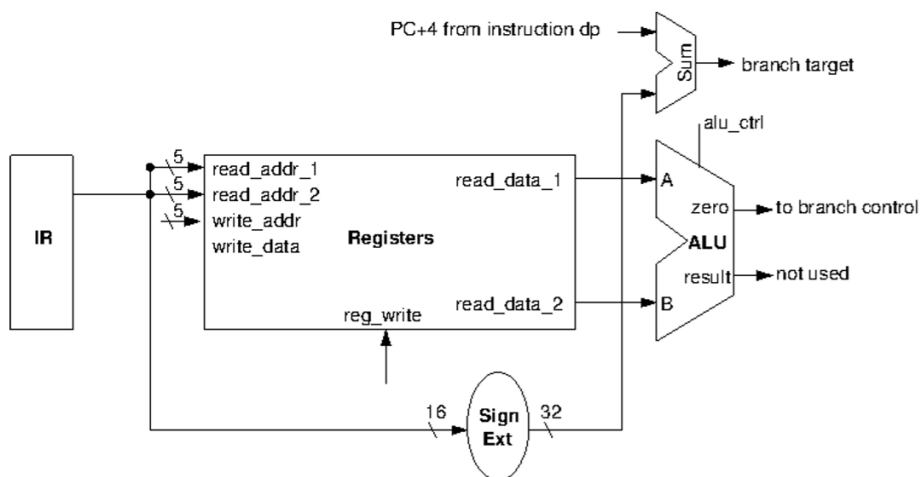 PC+4 from instruction dp
Sum
branch target
alu_ctrl
5
read_addr_1
read_data_1
A
5
read_addr_2
zero
to branch control
5
write_addr
IR
Registers
ALU
write_data
result
not used
read_data_2
B
reg_write
16
Sign
Ext
32